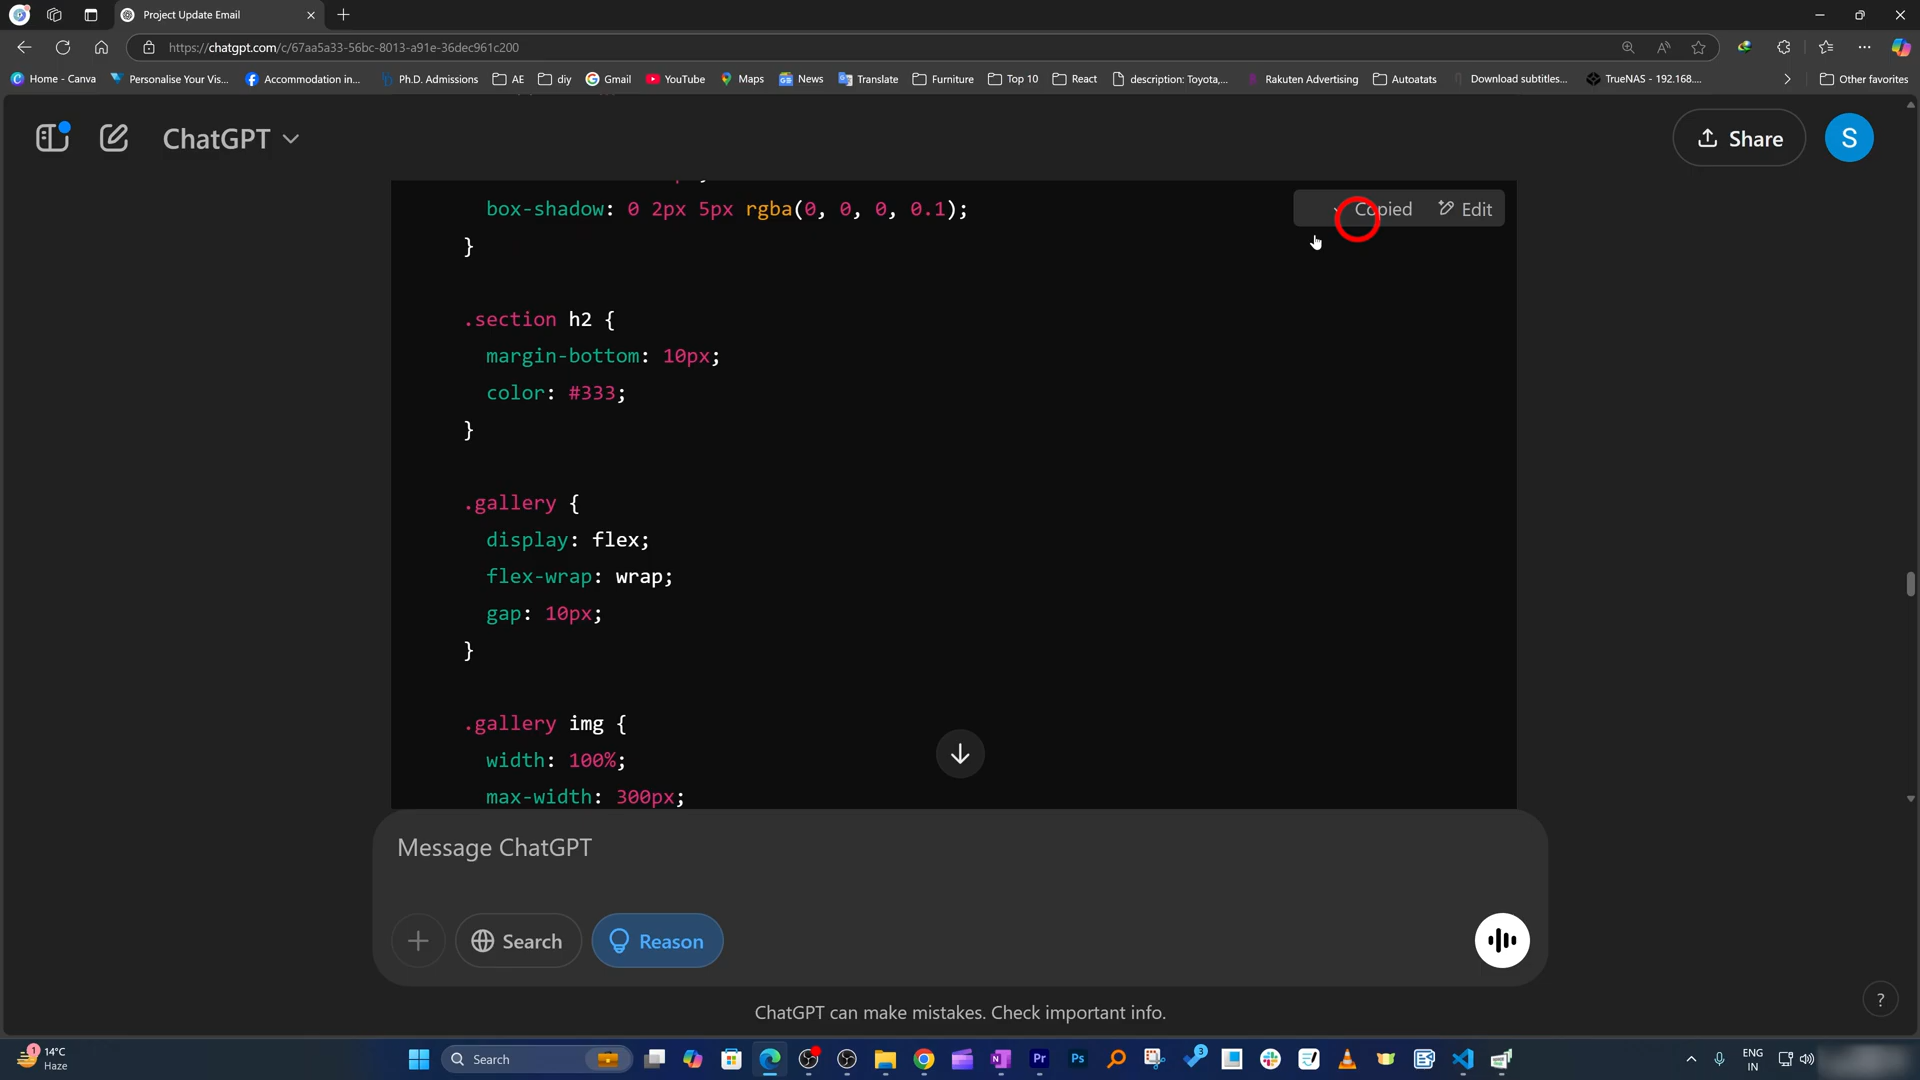 Project Update Email
https://chatgpt.com/c/67aa5a33-56bc-8013-a91e-36dec961c200
Home - Canva
Personalise Your Vis...
Accommodation in...
Ph.D. Admissions
AE
diy
Gmail
YouTube
Maps
News
Translate
Furniture
Top 10
React
description: Toyota,...
Rakuten Advertising
Autoatats
Download subtitles...
TrueNAS - 192.168....
Other favorites
ChatGPT
Share
S
box-shadow: 0 2px 5px rgba(0, 0, 0, 0.1);
Copied
Edit
}
.section h2 {
margin-bottom: 10px;
color: #333;
}
.gallery {
display: flex;
flex-wrap: wrap;
gap: 10px;
}
.gallery img {
width: 100%;
max-width: 300px;
Message ChatGPT
Search
Reason
ChatGPT can make mistakes. Check important info.
?
1
14°C
Haze
Search
Pr
Ps
3
ENG
IN